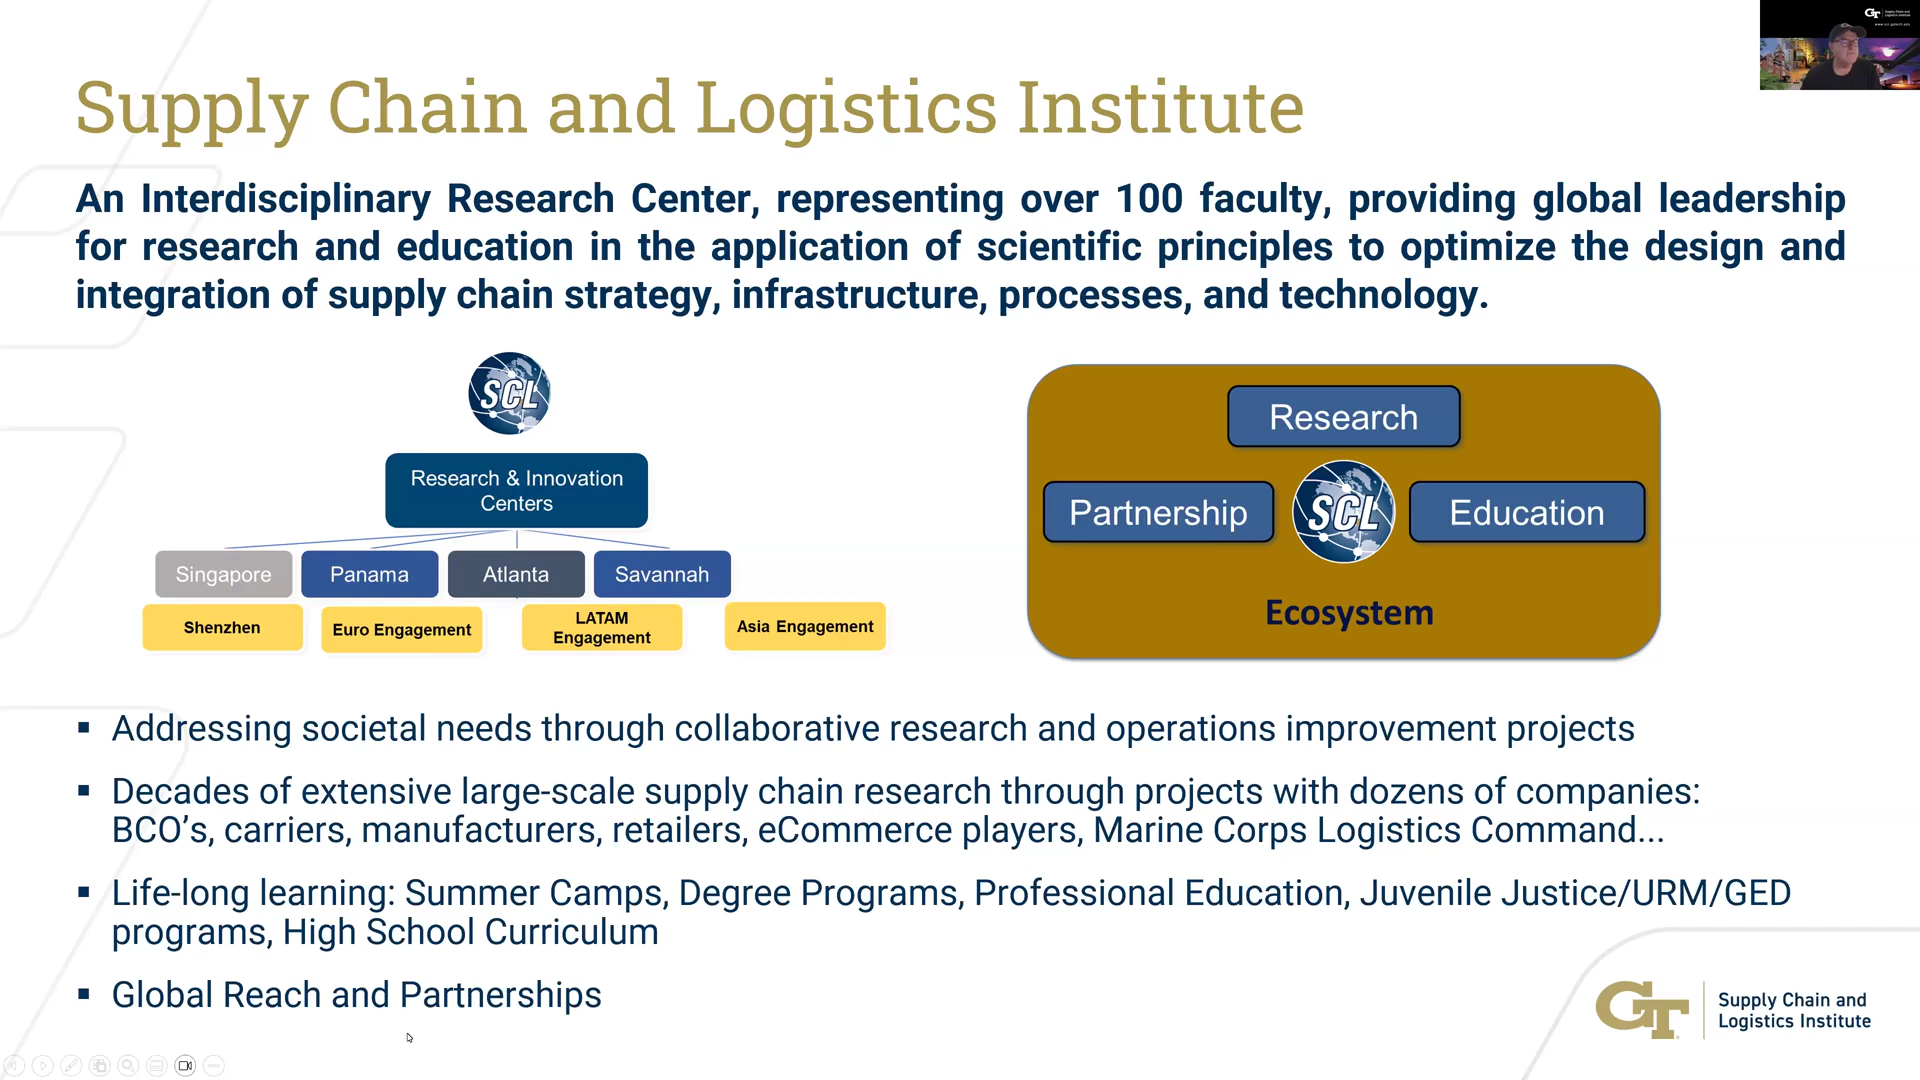 Supply Chain and Logistics Institute
An Interdisciplinary Research Center, representing over 100 faculty, providing global leadership
for research and education in the application of scientific principles to optimize the design and
integration of supply chain strategy, infrastructure, processes, and technology.
SCL
Research & Innovation
Centers
Singapore
Panama
Atlanta
Savannah
Shenzhen
Euro Engagement
LATAM
Engagement
Asia Engagement
Research
Partnership
SCL
Education
Ecosystem
▪ Addressing societal needs through collaborative research and operations improvement projects
▪ Decades of extensive large-scale supply chain research through projects with dozens of companies:
BCO’s, carriers, manufacturers, retailers, eCommerce players, Marine Corps Logistics Command...
▪ Life-long learning: Summer Camps, Degree Programs, Professional Education, Juvenile Justice/URM/GED
programs, High School Curriculum
▪ Global Reach and Partnerships
GT
Supply Chain and
Logistics Institute
GT
Supply Chain and
Logistics Institute